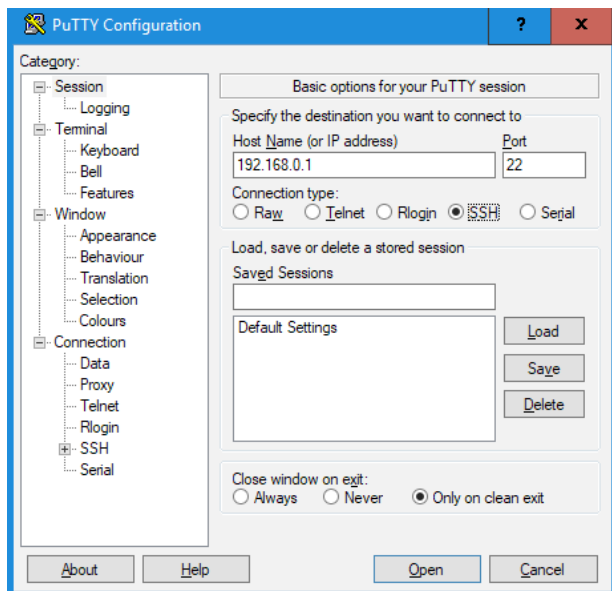 PuTTY Configuration ? x
Category:
Session
Logging
Terminal
Keyboard
Bell
Features
Window
Appearance
Behaviour
Translation
Selection
Colours
Connection
Data
Proxy
Telnet
Rlogin
SSH
Serial
Basic options for your PuTTY session
Specify the destination you want to connect to
Host Name (or IP address) Port
192.168.0.1 22
Connection type:
Raw Telnet Rlogin SSH Serial
Load, save or delete a stored session
Saved Sessions
Default Settings
Load
Save
Delete
Close window on exit:
Always Never Only on clean exit
About Help Open Cancel